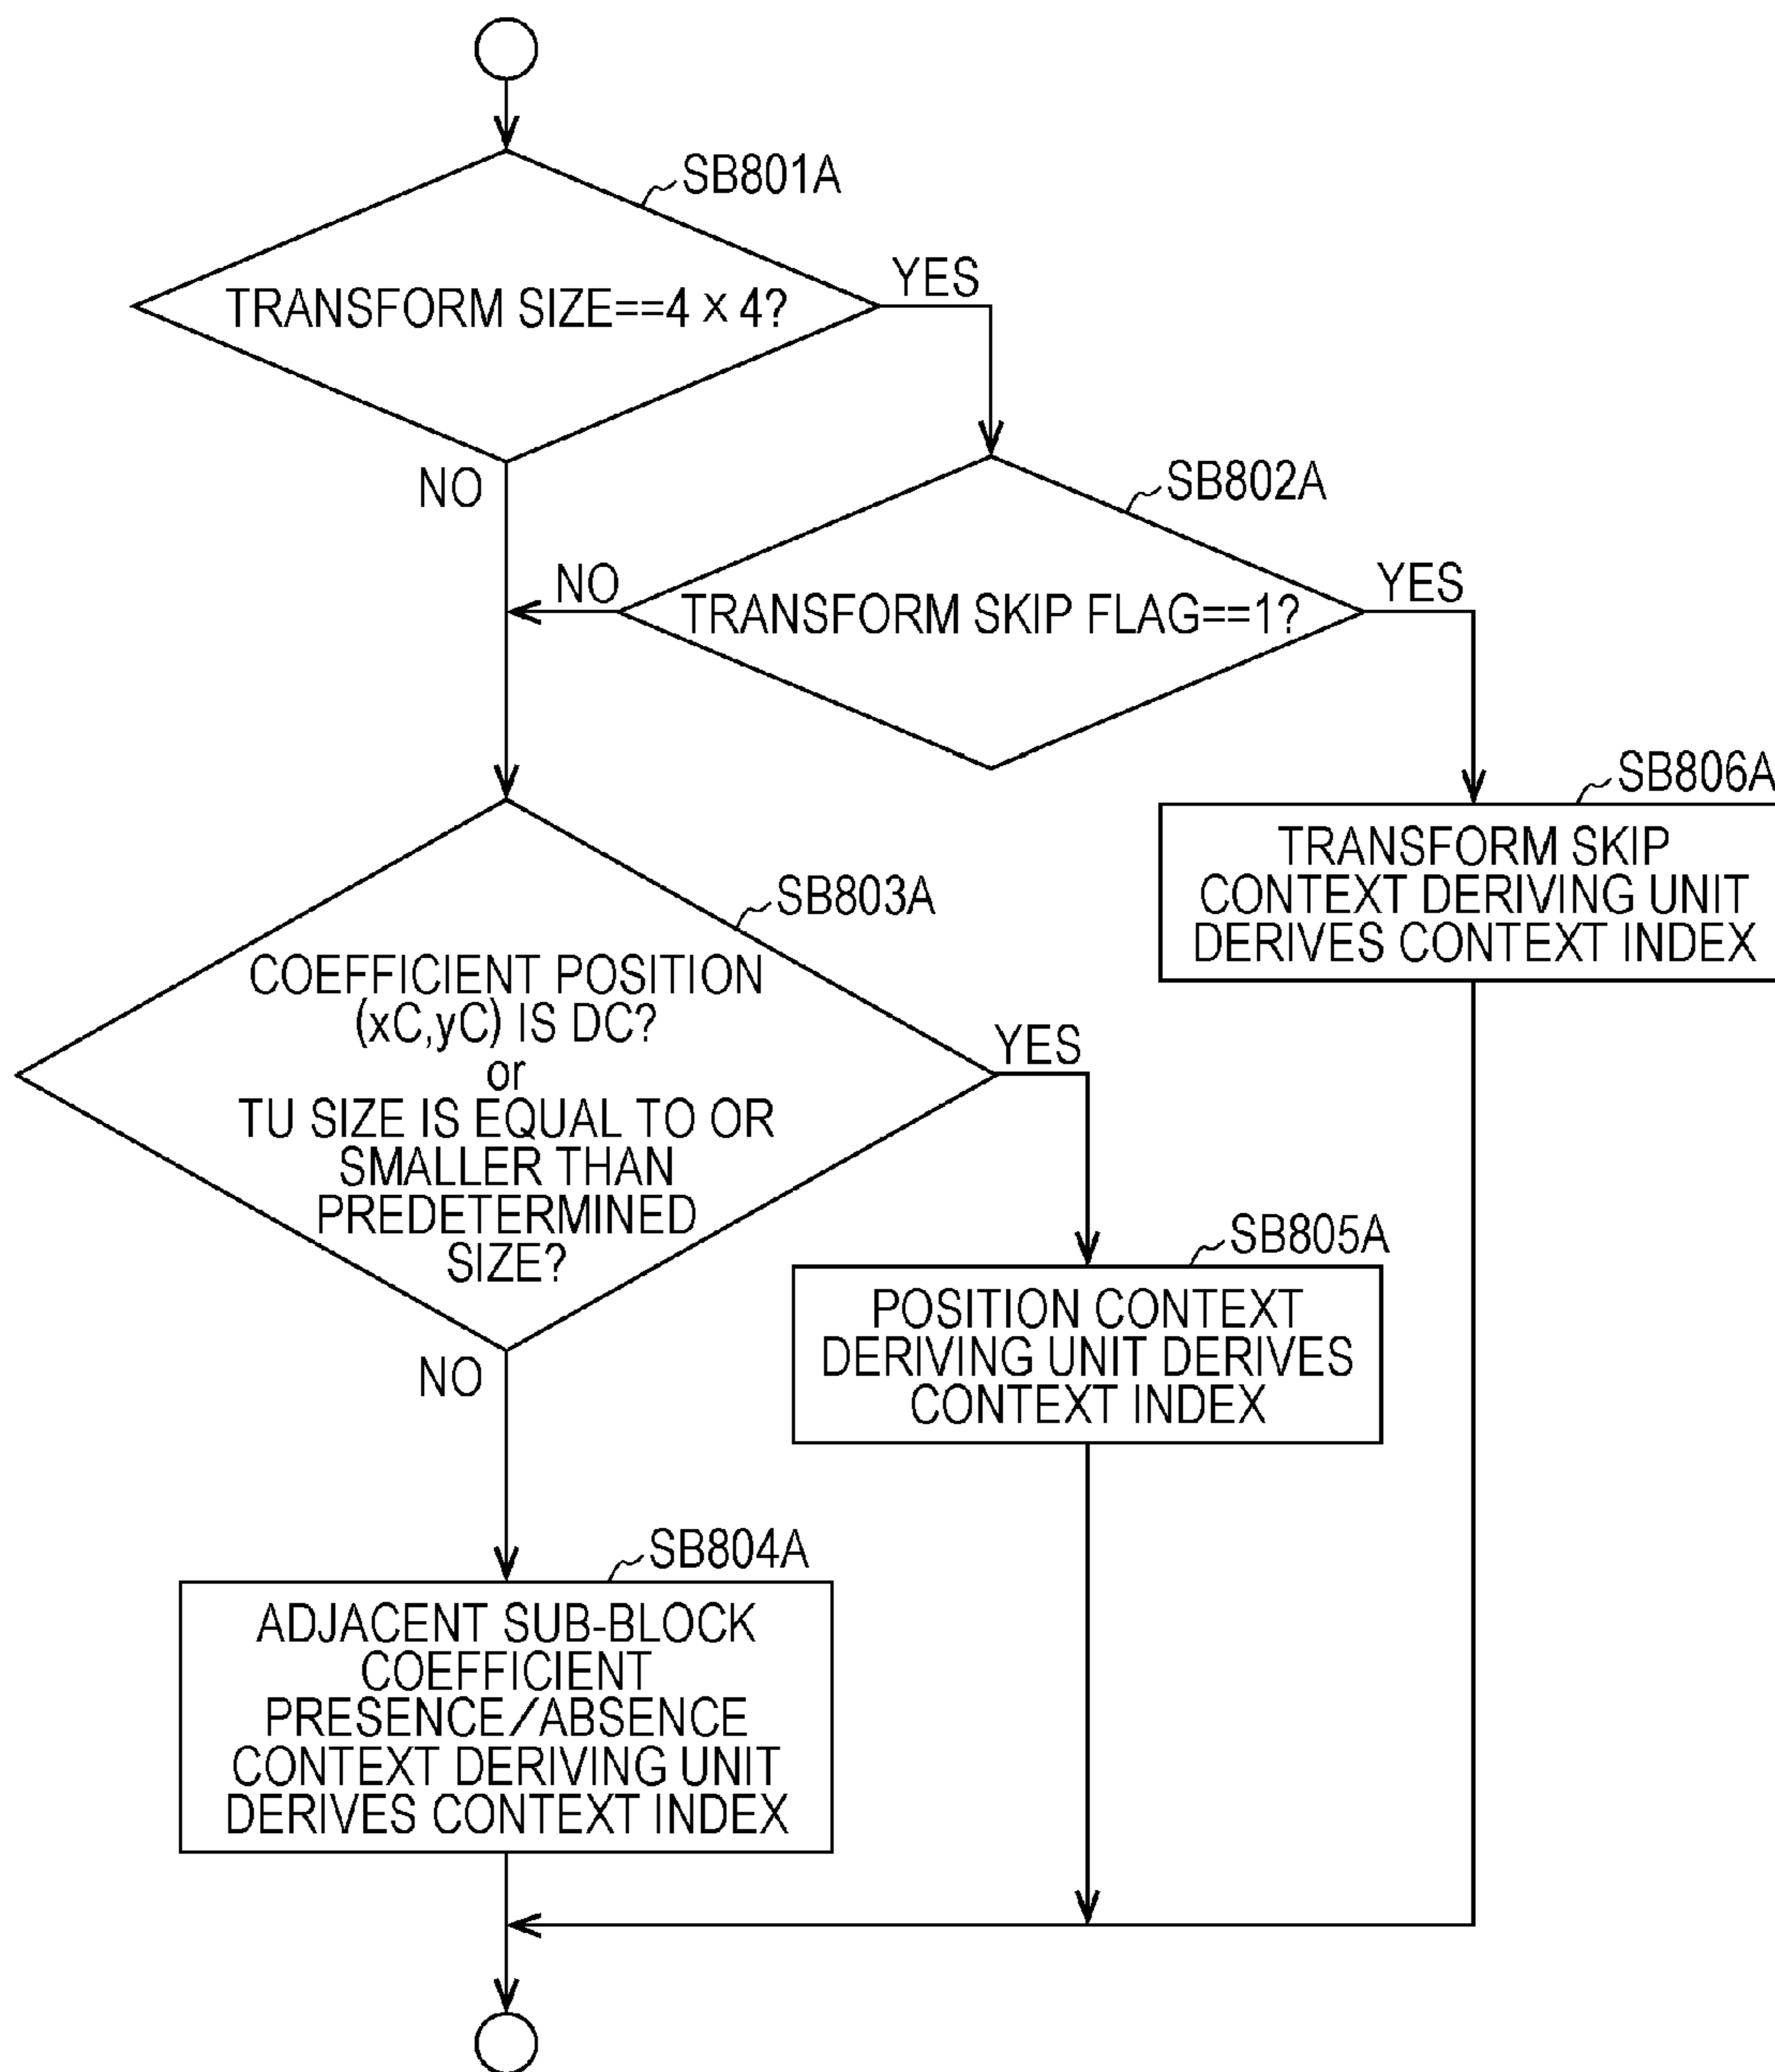 SB801A
TRANSFORM SIZE==4 × 4?
YES
NO
SB802A
TRANSFORM SKIP FLAG==1?
NO
YES
SB806A
TRANSFORM SKIP
CONTEXT DERIVING UNIT
DERIVES CONTEXT INDEX
SB803A
COEFFICIENT POSITION
(xC,yC) IS DC?
or
TU SIZE IS EQUAL TO OR
SMALLER THAN
PREDETERMINED
SIZE?
YES
NO
SB805A
POSITION CONTEXT
DERIVING UNIT DERIVES
CONTEXT INDEX
SB804A
ADJACENT SUB-BLOCK
COEFFICIENT
PRESENCE/ABSENCE
CONTEXT DERIVING UNIT
DERIVES CONTEXT INDEX